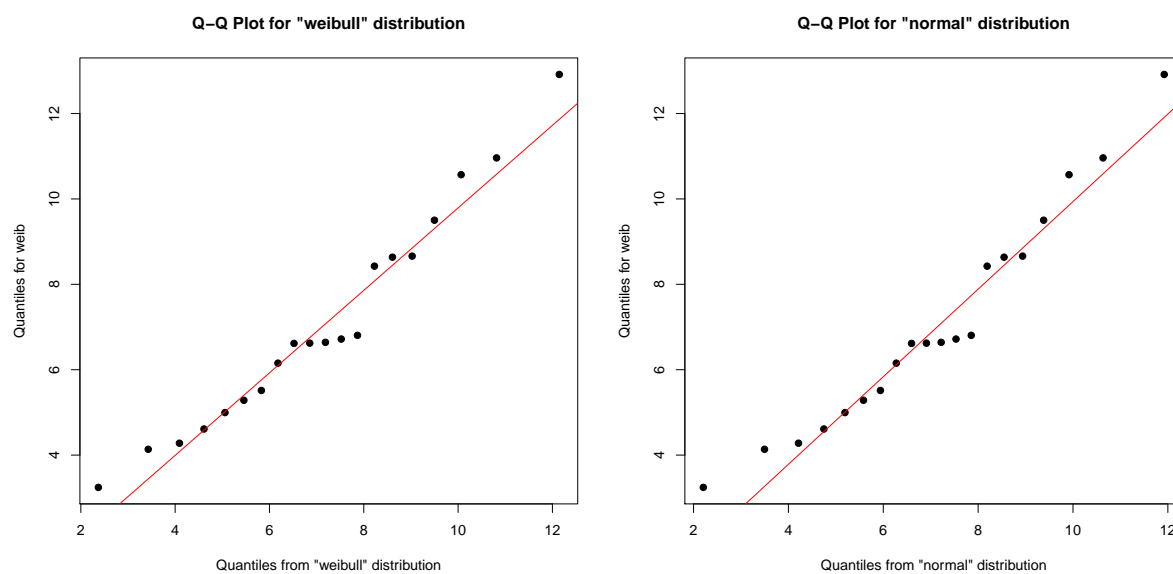 Q−Q Plot for "weibull" distribution
Quantiles for weib
12
10
8
6
4
2 4 6 8 10 12
Quantiles from "weibull" distribution
Q−Q Plot for "normal" distribution
Quantiles for weib
12
10
8
6
4
2 4 6 8 10 12
Quantiles from "normal" distribution